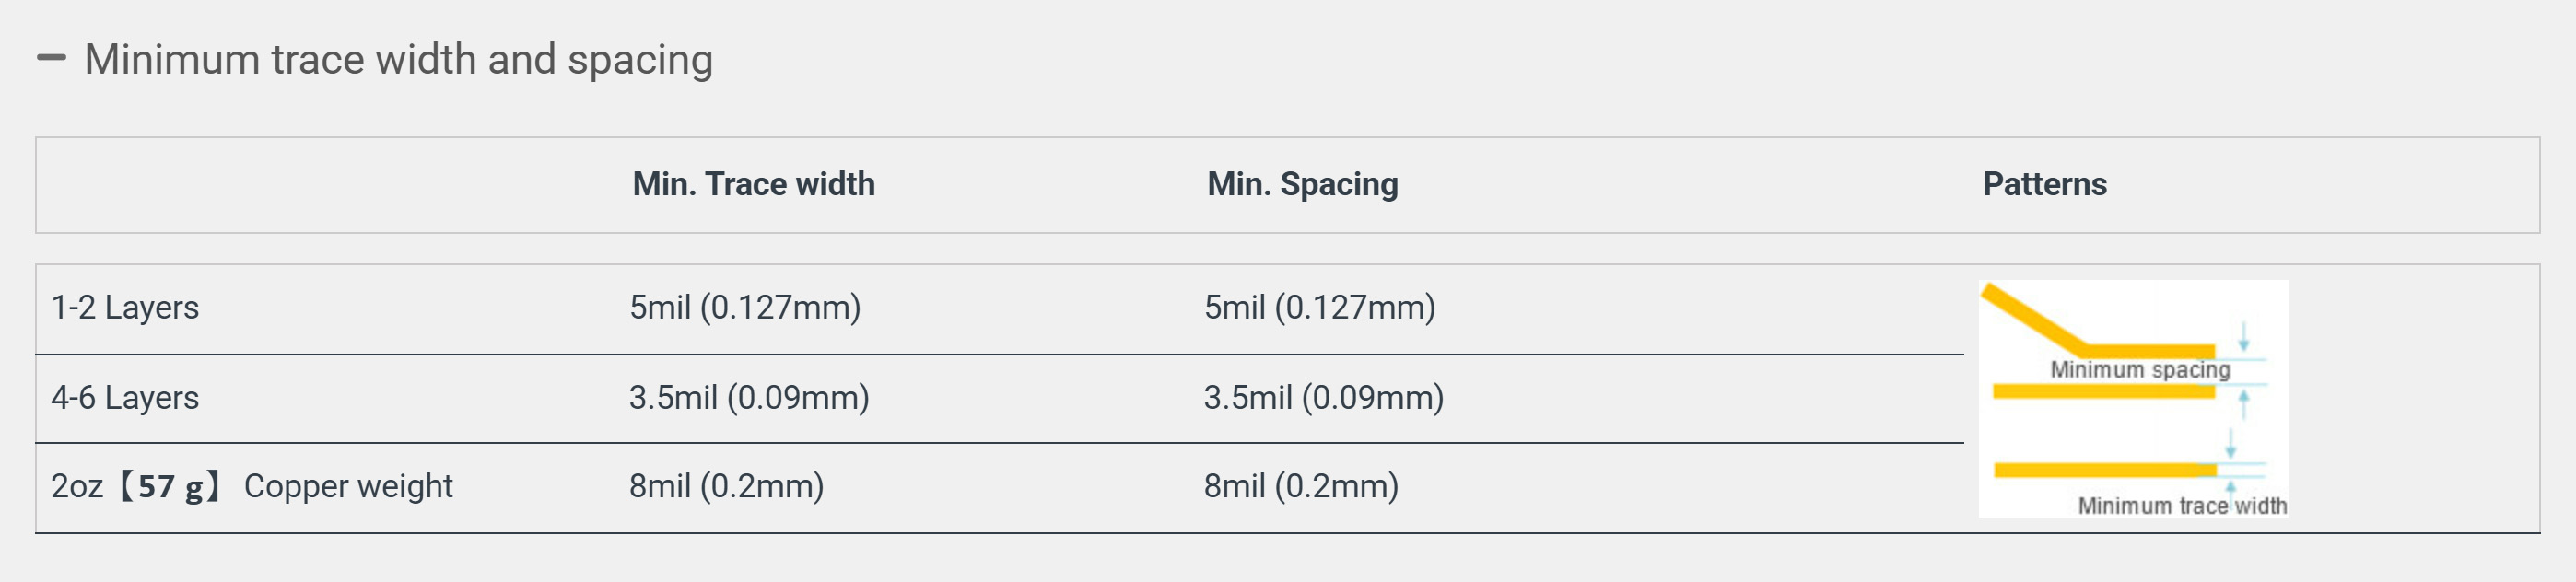 Minimum trace width and spacing
Min. Trace width Min. Spacing Patterns
1-2 Layers 5mil (0.127mm) 5mil (0.127mm)
4-6 Layers 3.5mil (0.09mm) 3.5mil (0.09mm)
2oz【57 g】 Copper weight 8mil (0.2mm) 8mil (0.2mm)
Minimum spacing
Minimum trace width